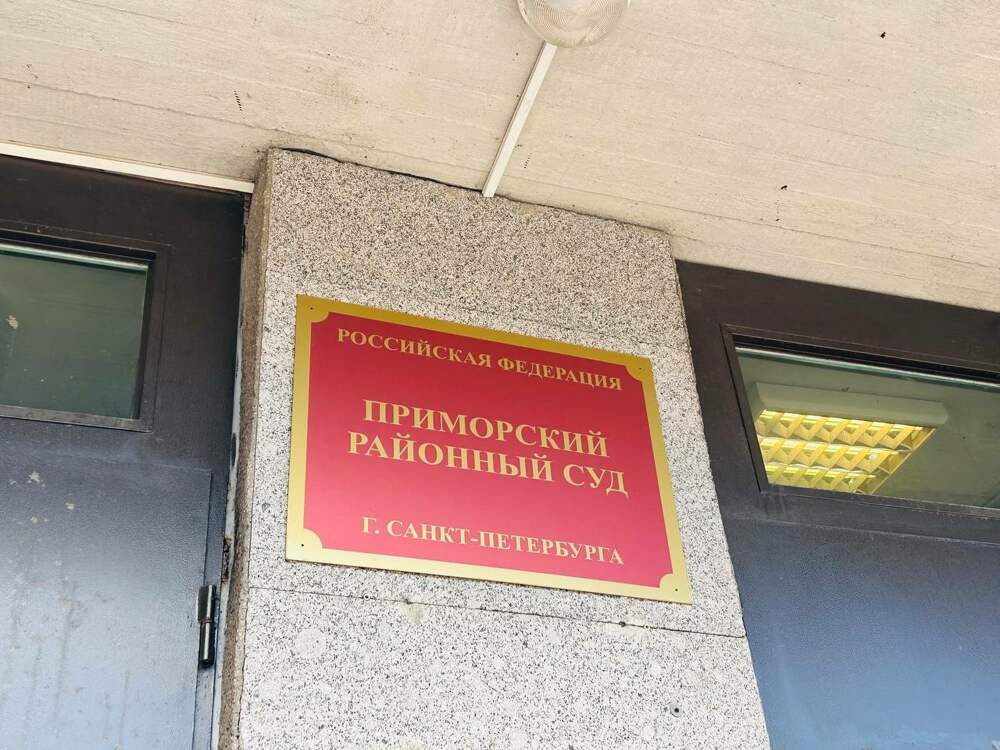 РОССИЙСКАЯ ФЕДЕРАЦИЯ
ПРИМОРСКИЙ
РАЙОННЫЙ СУД
Г. САНКТ-ПЕТЕРБУРГА